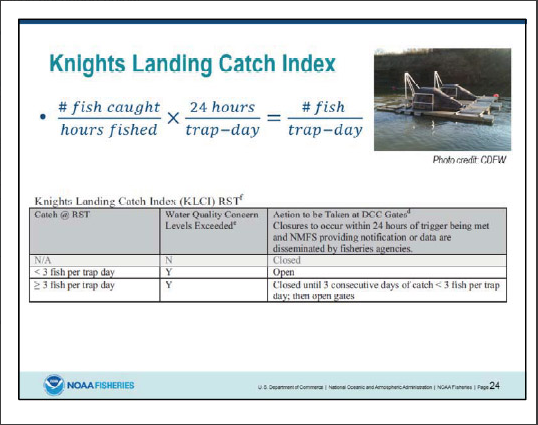 Knights Landing Catch Index
• # fish caught / hours fished × 24 hours / trap−day = # fish / trap−day
Photo credit: CDFW
Knights Landing Catch Index (KLCI) RST^f
Catch @ RST
Water Quality Concern
Levels Exceeded^e
Action to be Taken at DCC Gates^d
Closures to occur within 24 hours of trigger being met
and NMFS providing notification or data are
disseminated by fisheries agencies.
N/A N Closed
< 3 fish per trap day Y Open
≥ 3 fish per trap day Y Closed until 3 consecutive days of catch < 3 fish per trap
day; then open gates
NOAA FISHERIES
U.S. Department of Commerce | National Oceanic and Atmospheric Administration | NOAA Fisheries | Page 24